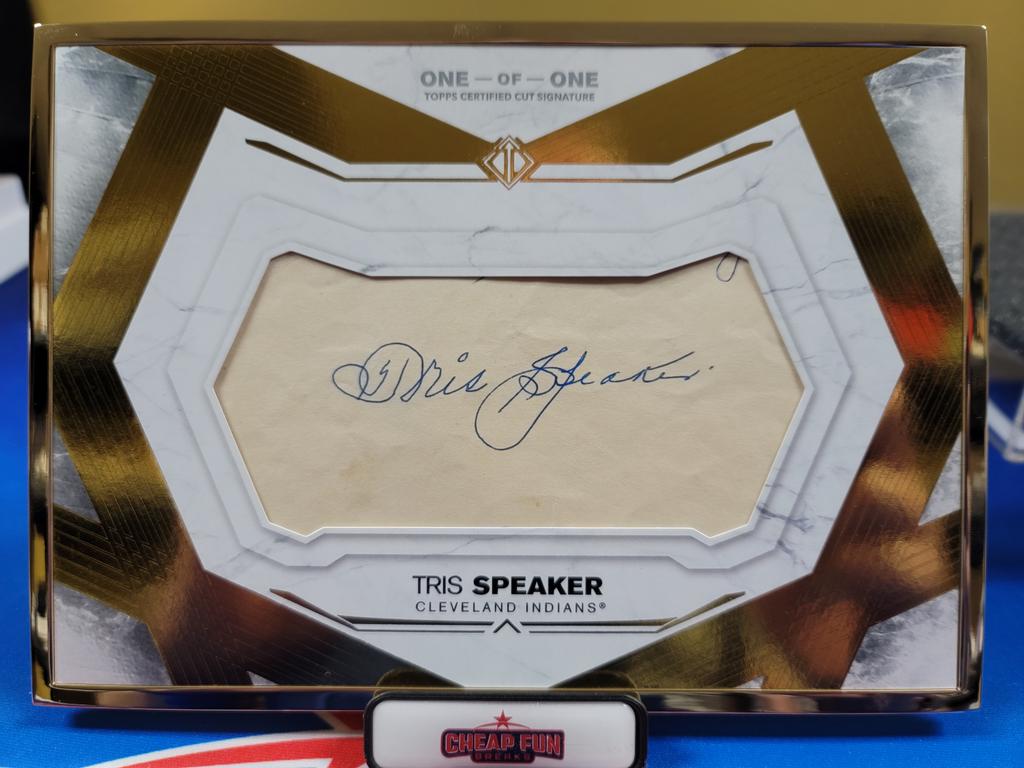 ONE — OF — ONE
TOPPS CERTIFIED CUT SIGNATURE
Tris Speaker
TRIS SPEAKER
CLEVELAND INDIANS®
CHEAP FUN
BREAKS